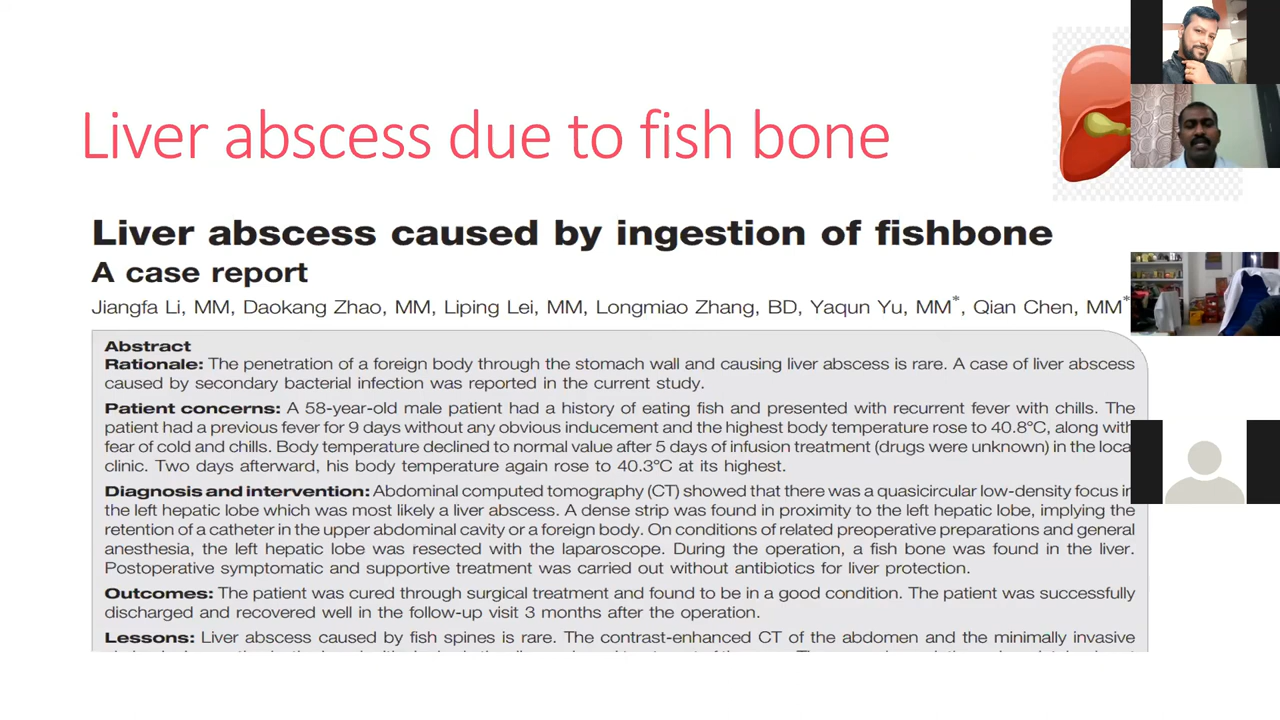 Liver abscess due to fish bone
Liver abscess caused by ingestion of fishbone
A case report
Jiangfa Li, MM, Daokang Zhao, MM, Liping Lei, MM, Longmiao Zhang, BD, Yaqun Yu, MM*, Qian Chen, MM*
Abstract
Rationale: The penetration of a foreign body through the stomach wall and causing liver abscess is rare. A case of liver abscess
caused by secondary bacterial infection was reported in the current study.
Patient concerns: A 58-year-old male patient had a history of eating fish and presented with recurrent fever with chills. The
patient had a previous fever for 9 days without any obvious inducement and the highest body temperature rose to 40.8°C, along with
fear of cold and chills. Body temperature declined to normal value after 5 days of infusion treatment (drugs were unknown) in the loca
clinic. Two days afterward, his body temperature again rose to 40.3°C at its highest.
Diagnosis and intervention: Abdominal computed tomography (CT) showed that there was a quasicircular low-density focus in
the left hepatic lobe which was most likely a liver abscess. A dense strip was found in proximity to the left hepatic lobe, implying the
retention of a catheter in the upper abdominal cavity or a foreign body. On conditions of related preoperative preparations and general
anesthesia, the left hepatic lobe was resected with the laparoscope. During the operation, a fish bone was found in the liver.
Postoperative symptomatic and supportive treatment was carried out without antibiotics for liver protection.
Outcomes: The patient was cured through surgical treatment and found to be in a good condition. The patient was successfully
discharged and recovered well in the follow-up visit 3 months after the operation.
Lessons: Liver abscess caused by fish spines is rare. The contrast-enhanced CT of the abdomen and the minimally invasive